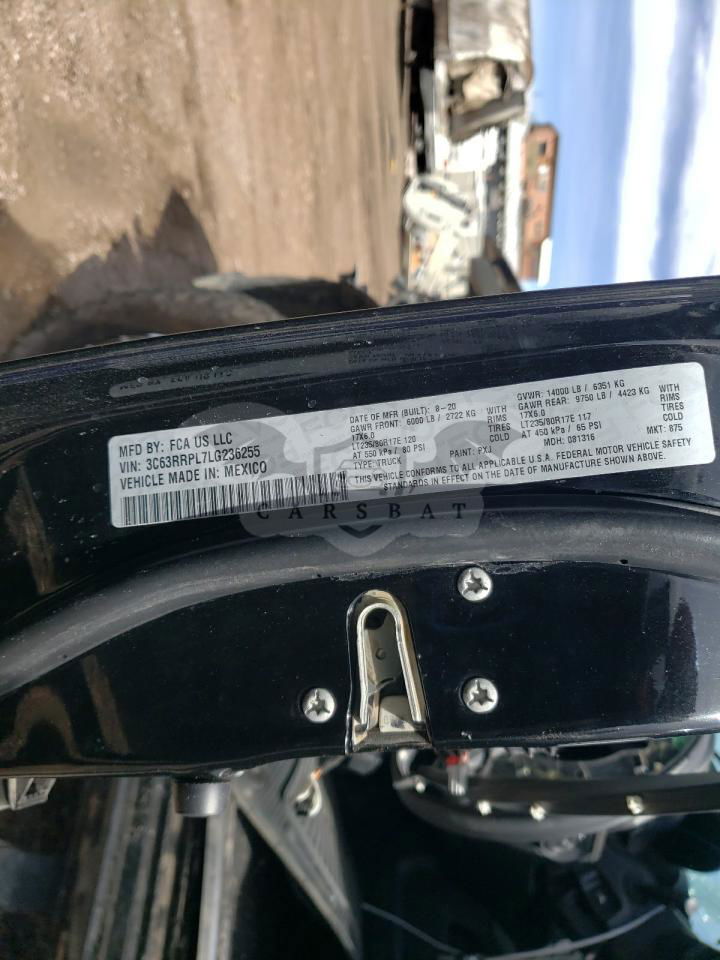 MFD BY: FCA US LLC
VIN: 3C63RRPL7LG236255
VEHICLE MADE IN: MEXICO
DATE OF MFR (BUILT): 8-20
GAWR FRONT: 6000 LB / 2722 KG WITH
17X6.0 RIMS
LT235/80R17E 120 TIRES
AT 550 kPa / 80 PSI COLD
TYPE: TRUCK PAINT: PXJ
GVWR: 14000 LB / 6351 KG
GAWR REAR: 9750 LB / 4423 KG WITH
17X6.0 RIMS
LT235/80R17E 117 TIRES
AT 450 kPa / 65 PSI COLD
MDH: 081316 MKT: 875
THIS VEHICLE CONFORMS TO ALL APPLICABLE U.S.A. FEDERAL MOTOR VEHICLE SAFETY
STANDARDS IN EFFECT ON THE DATE OF MANUFACTURE SHOWN ABOVE.
CARSBAT